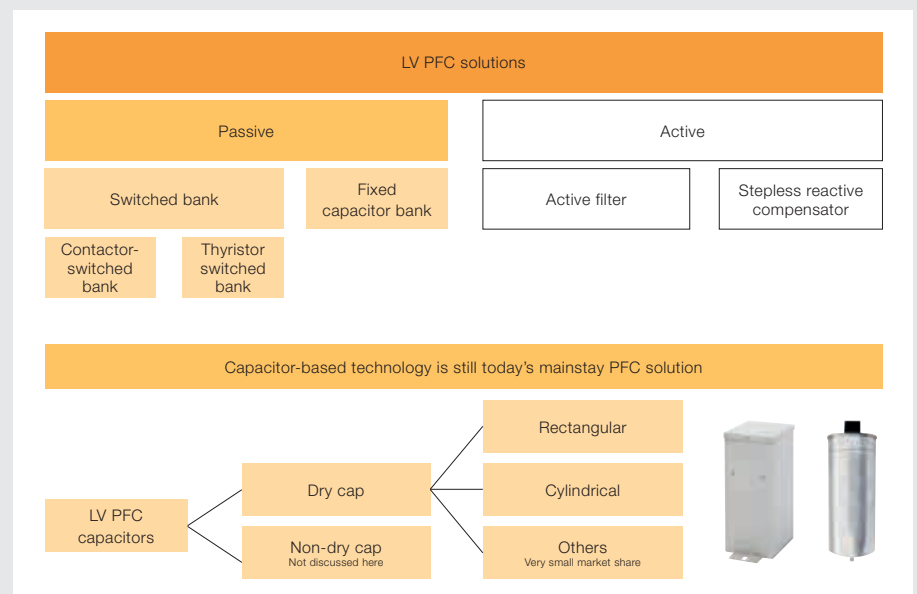 LV PFC solutions
Passive
Active
Switched bank
Fixed
capacitor bank
Active filter
Stepless reactive
compensator
Contactor-
switched
bank
Thyristor
switched
bank
Capacitor-based technology is still today's mainstay PFC solution
Rectangular
Dry cap
Cylindrical
LV PFC
capacitors
Non-dry cap
Not discussed here
Others
Very small market share